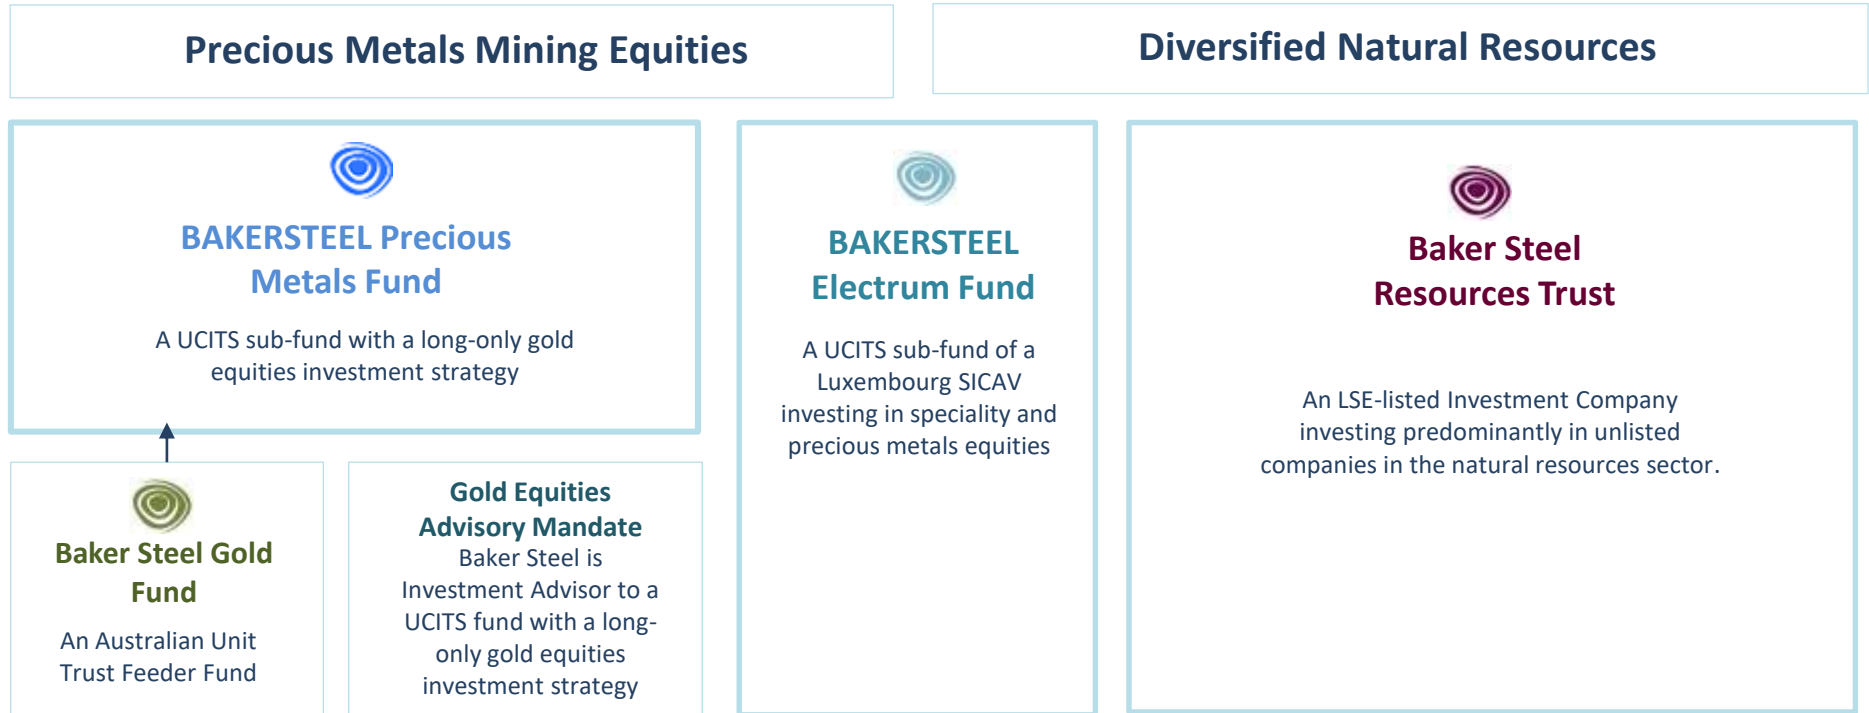 Precious Metals Mining Equities
Diversified Natural Resources
BAKERSTEEL Precious
Metals Fund
A UCITS sub-fund with a long-only gold
equities investment strategy
Baker Steel Gold
Fund
An Australian Unit
Trust Feeder Fund
Gold Equities
Advisory Mandate
Baker Steel is
Investment Advisor to a
UCITS fund with a long-
only gold equities
investment strategy
BAKERSTEEL
Electrum Fund
A UCITS sub-fund of a
Luxembourg SICAV
investing in speciality and
precious metals equities
Baker Steel
Resources Trust
An LSE-listed Investment Company
investing predominantly in unlisted
companies in the natural resources sector.